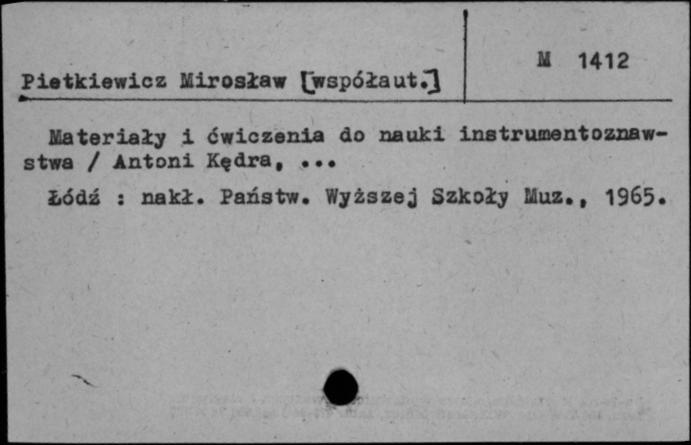 Pietkiewicz Mirosław [współaut.]
M 1412
Materiały i ćwiczenia do nauki instrumentoznaw-
stwa / Antoni Kędra, ...
Łódź : nakł. Państw. Wyższej Szkoły Muz., 1965.